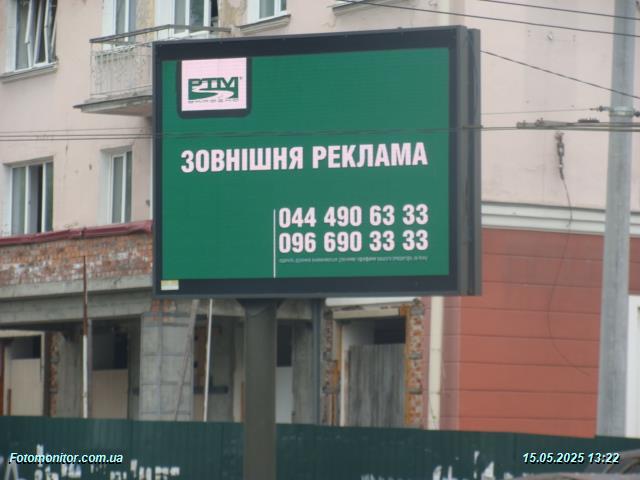 РТМ
ЗОВНІШНЯ РЕКЛАМА
044 490 63 33
096 690 33 33
Fotomonitor.com.ua
15.05.2025 13:22